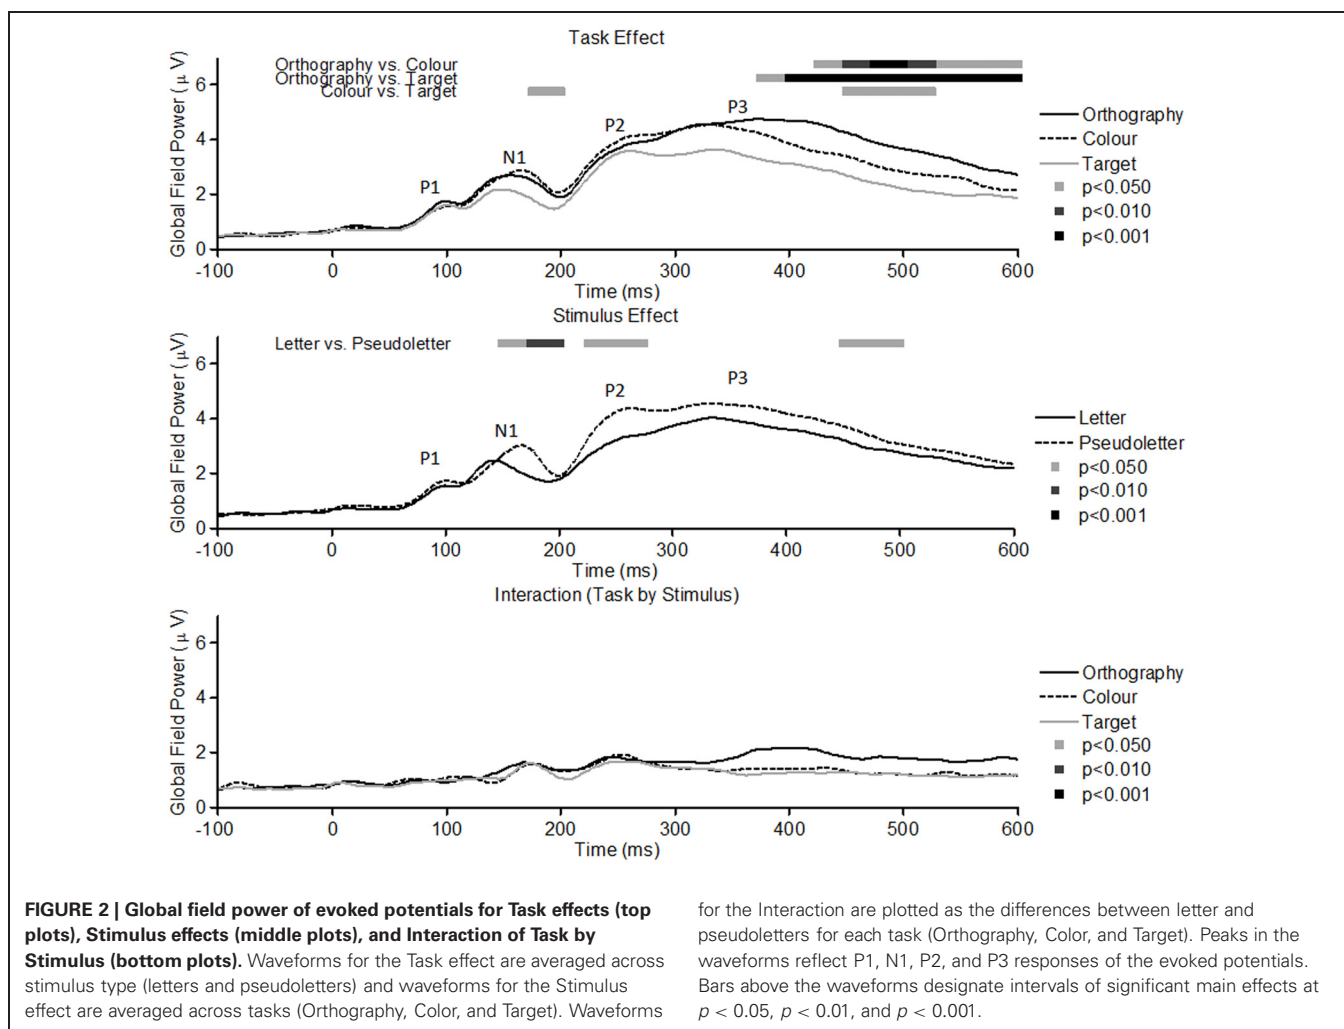 Task Effect
Orthography vs. Colour
Orthography vs. Target
Colour vs. Target
Global Field Power (μ V)
6
4
2
0
P1
N1
P2
P3
Orthography
Colour
Target
p<0.050
p<0.010
p<0.001
-100 0 100 200 300 400 500 600
Time (ms)
Stimulus Effect
Letter vs. Pseudoletter
Global Field Power (μV)
6
4
2
0
P1
N1
P2
P3
Letter
Pseudoletter
p<0.050
p<0.010
p<0.001
-100 0 100 200 300 400 500 600
Time (ms)
Interaction (Task by Stimulus)
Global Field Power (μ V)
6
4
2
0
Orthography
Colour
Target
p<0.050
p<0.010
p<0.001
-100 0 100 200 300 400 500 600
Time (ms)
FIGURE 2 | Global field power of evoked potentials for Task effects (top
plots), Stimulus effects (middle plots), and Interaction of Task by
Stimulus (bottom plots). Waveforms for the Task effect are averaged across
stimulus type (letters and pseudoletters) and waveforms for the Stimulus
effect are averaged across tasks (Orthography, Color, and Target). Waveforms
for the Interaction are plotted as the differences between letter and
pseudoletters for each task (Orthography, Color, and Target). Peaks in the
waveforms reflect P1, N1, P2, and P3 responses of the evoked potentials.
Bars above the waveforms designate intervals of significant main effects at
p < 0.05, p < 0.01, and p < 0.001.